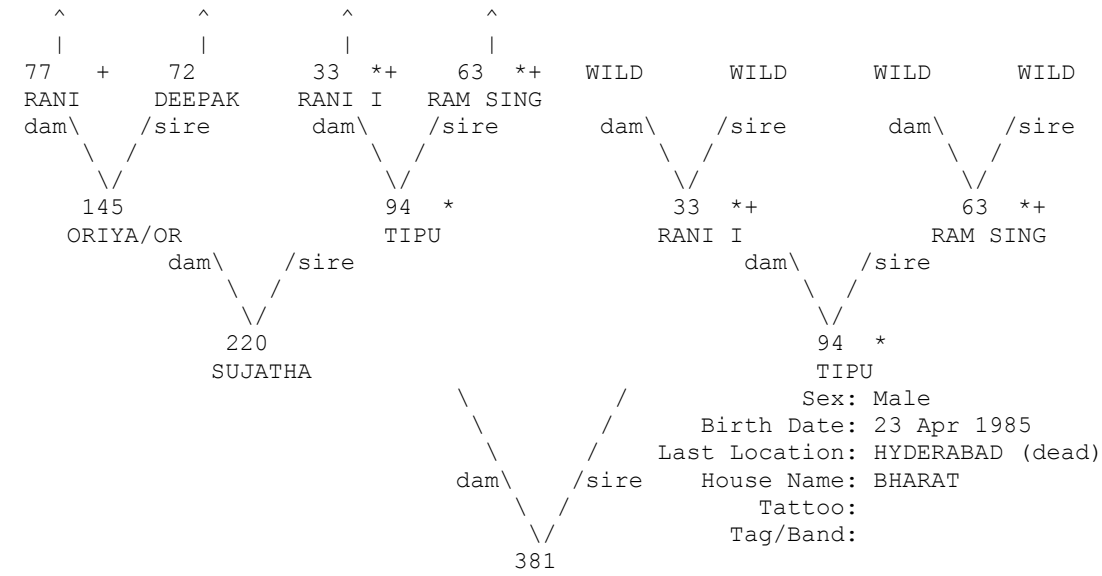 ^ ^ ^ ^
| | | |
77 + 72 33 *+ 63 *+ WILD WILD WILD WILD
RANI DEEPAK RANI I RAM SING
dam\ /sire dam\ /sire dam\ /sire dam\ /sire
\ / \ / \ / \ /
\/ \/ \/ \/
145 94 * 33 *+ 63 *+
ORIYA/OR TIPU RANI I RAM SING
dam\ /sire dam\ /sire
\ / \ /
\/ \/
220 94 *
SUJATHA TIPU
\ / Sex: Male
\ / Birth Date: 23 Apr 1985
\ / Last Location: HYDERABAD (dead)
dam\ /sire House Name: BHARAT
\ / Tattoo:
\/ Tag/Band:
381